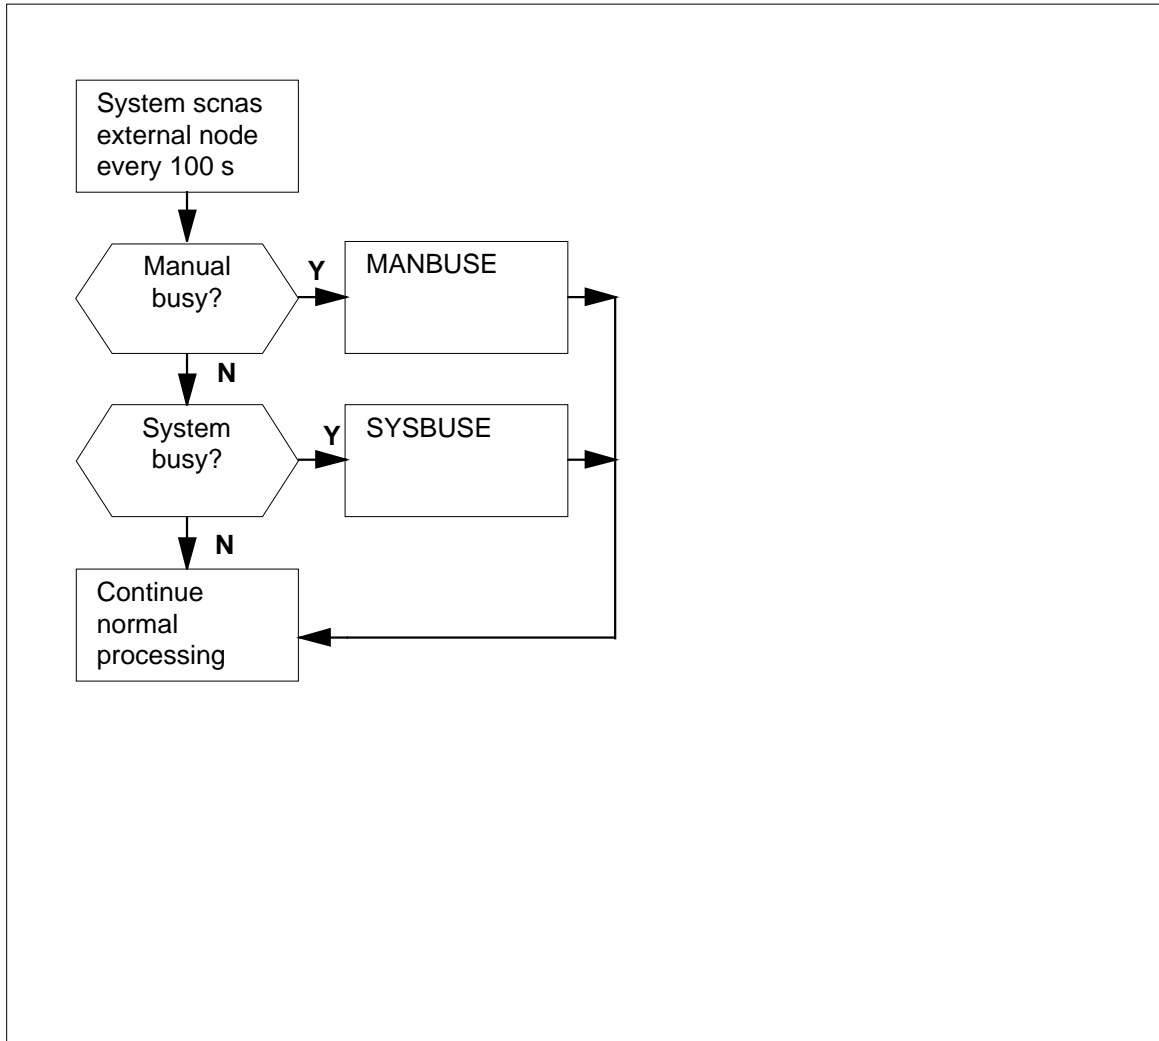 System scnas
external node
every 100 s
Manual
busy?
Y
MANBUSE
N
System
busy?
Y
SYSBUSE
N
Continue
normal
processing